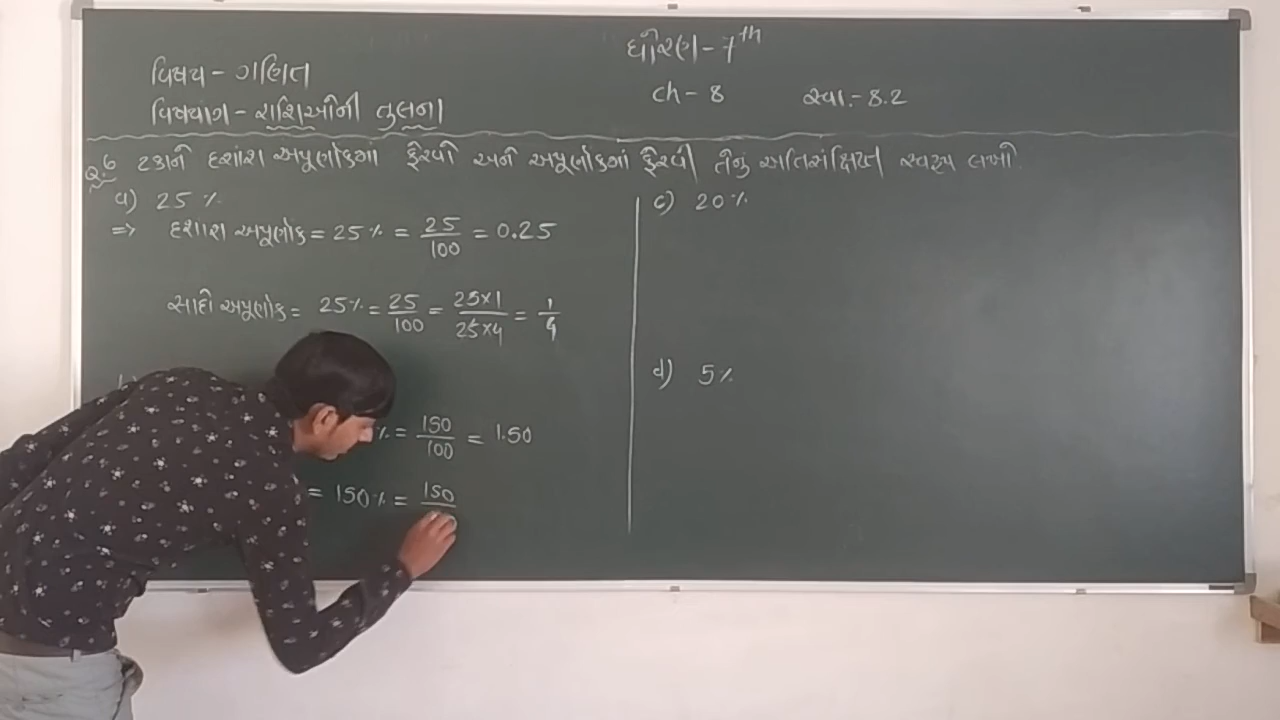 ધોરણ - 7th
વિષય - ગણિત
ch - 8 સ્વા. - 8.2
વિષયાંગ - રાશિઓની તુલના
Q.6 ટકાને દશાંશ અપૂર્ણાંકમાં ફેરવો અને અપૂર્ણાંકમાં ફેરવી તેનું અતિસંક્ષિપ્ત સ્વરૂપ લખો.
a) 25 %
=> દશાંશ અપૂર્ણાંક = 25 % = 25/100 = 0.25
સાદો અપૂર્ણાંક = 25% = 25/100 = 25×1/25×4 = 1/4
% = 150/100 = 1.50
= 150% = 150
c) 20 %
d) 5 %